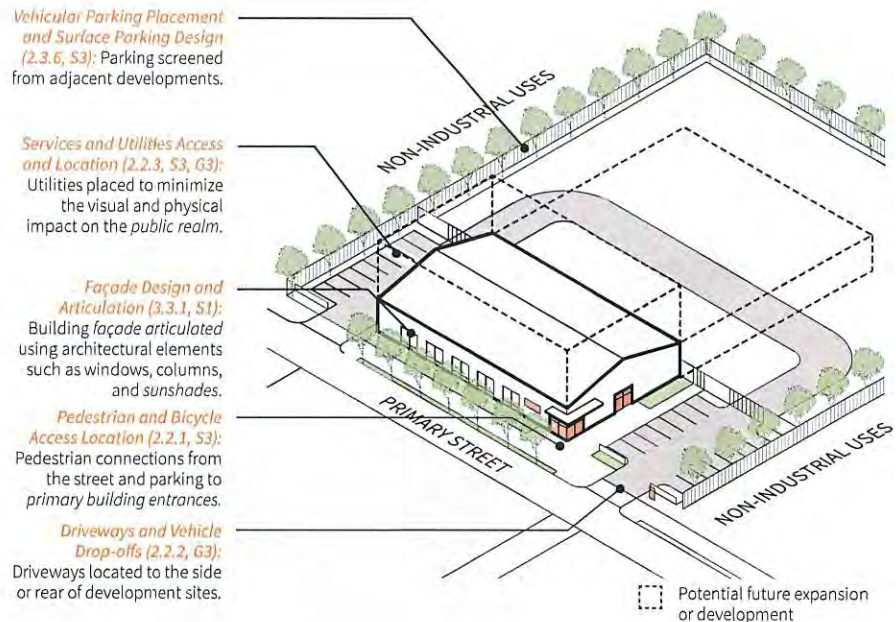 Vehicular Parking Placement
and Surface Parking Design
(2.3.6, S3): Parking screened
from adjacent developments.
Services and Utilities Access
and Location (2.2.3, S3, G3):
Utilities placed to minimize
the visual and physical
impact on the public realm.
Façade Design and
Articulation (3.3.1, S1):
Building façade articulated
using architectural elements
such as windows, columns,
and sunshades.
Pedestrian and Bicycle
Access Location (2.2.1, S3):
Pedestrian connections from
the street and parking to
primary building entrances.
Driveways and Vehicle
Drop-offs (2.2.2, G3):
Driveways located to the side
or rear of development sites.
NON-INDUSTRIAL USES
PRIMARY STREET
NON-INDUSTRIAL USES
Potential future expansion
or development